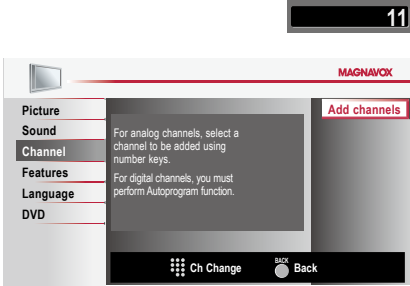 11
MAGNAVOX
Picture
Sound
Channel
Features
Language
DVD
For analog channels, select a
channel to be added using
number keys.
For digital channels, you must
perform Autoprogram function.
Add channels
Ch Change
BACK
Back